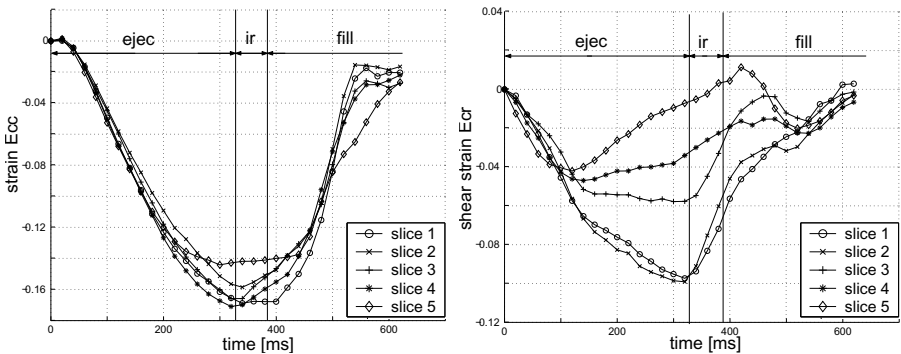 0
-0.04
-0.08
-0.12
-0.16
strain Ecc
ejec
ir
fill
slice 1
slice 2
slice 3
slice 4
slice 5
0
200
400
600
time [ms]
0.04
0
-0.04
-0.08
-0.12
shear strain Ecr
ejec
ir
fill
slice 1
slice 2
slice 3
slice 4
slice 5
0
200
400
600
time [ms]